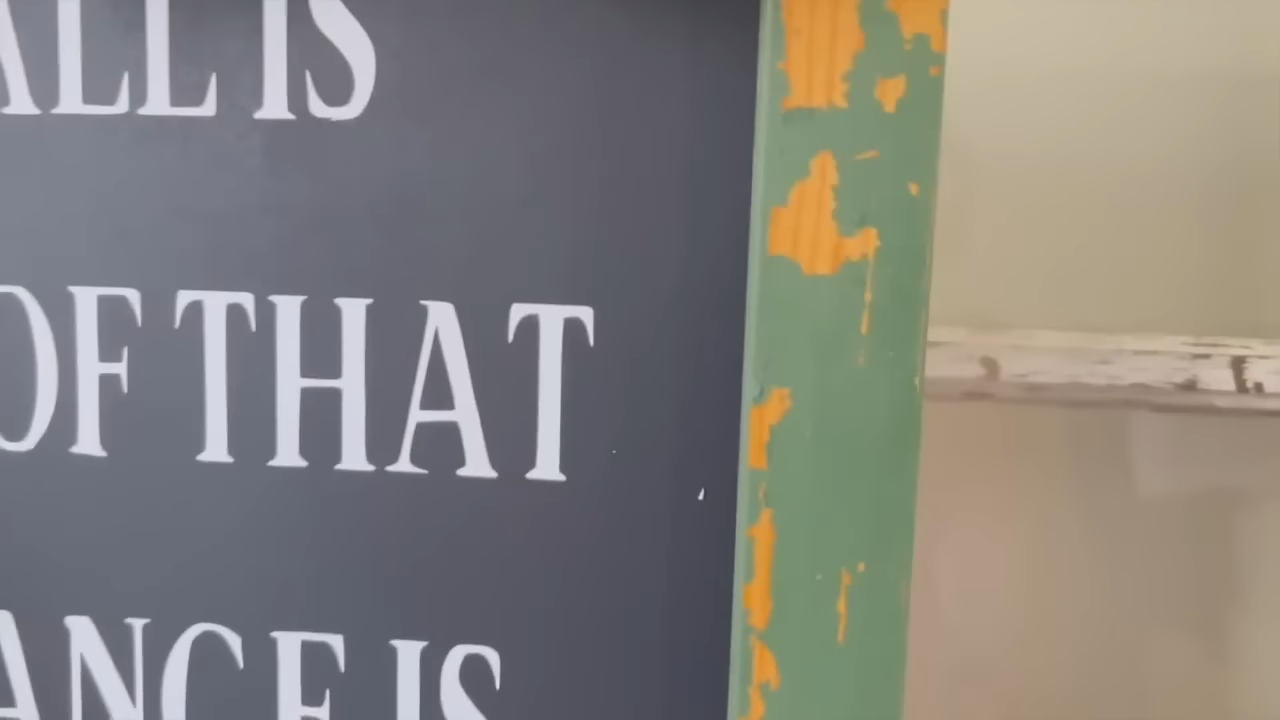 ALL IS
OF THAT
ANCE IS